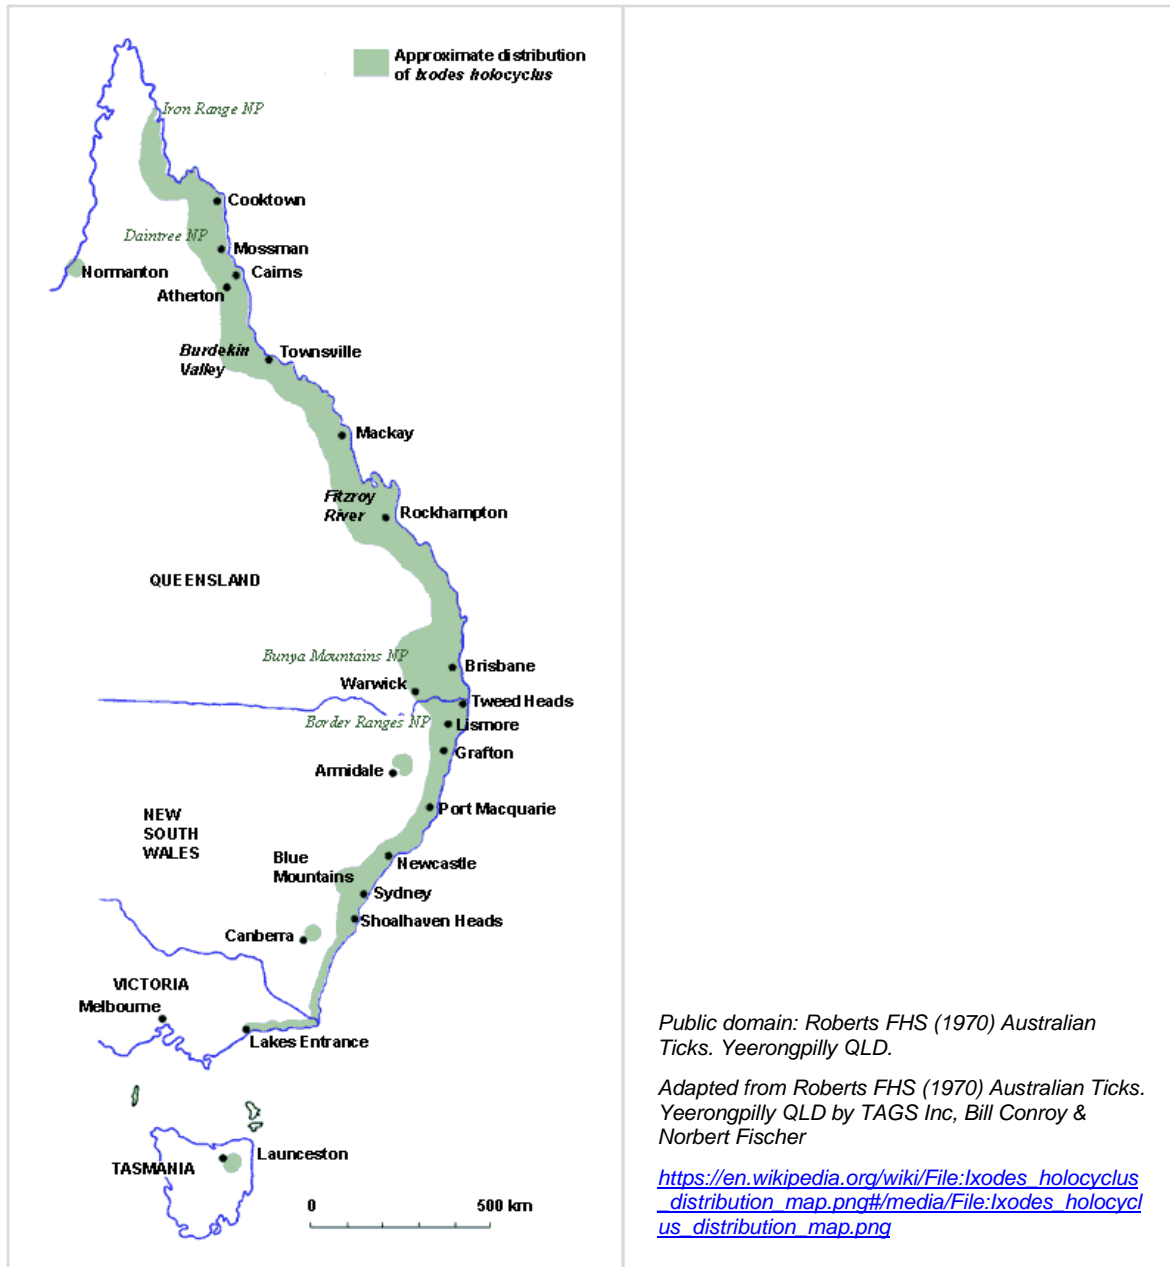 Approximate distribution
of Ixodes holocyclus
Iron Range NP
Cooktown
Daintree NP
Mossman
Normanton
Cairns
Atherton
Burdekin
Valley
Townsville
Mackay
Fitzroy
River
Rockhampton
QUEENSLAND
Bunya Mountains NP
Brisbane
Warwick
Tweed Heads
Border Ranges NP
Lismore
Grafton
Armidale
Port Macquarie
NEW
SOUTH
WALES
Blue
Mountains
Newcastle
Sydney
Shoalhaven Heads
Canberra
VICTORIA
Melbourne
Lakes Entrance
Launceston
TASMANIA
0 500 km
Public domain: Roberts FHS (1970) Australian
Ticks. Yeerongpilly QLD.
Adapted from Roberts FHS (1970) Australian Ticks.
Yeerongpilly QLD by TAGS Inc, Bill Conroy &
Norbert Fischer
https://en.wikipedia.org/wiki/File:Ixodes_holocyclus
_distribution_map.png#/media/File:Ixodes_holocycl
us_distribution_map.png